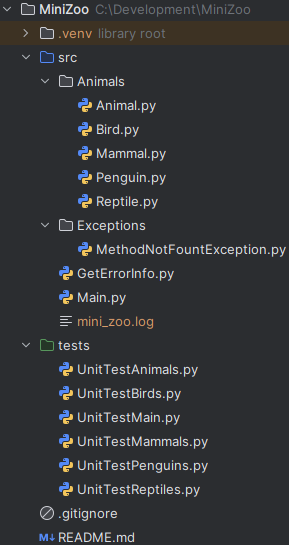 MiniZoo C:\Development\MiniZoo
.venv library root
src
Animals
Animal.py
Bird.py
Mammal.py
Penguin.py
Reptile.py
Exceptions
MethodNotFountException.py
GetErrorInfo.py
Main.py
mini_zoo.log
tests
UnitTestAnimals.py
UnitTestBirds.py
UnitTestMain.py
UnitTestMammals.py
UnitTestPenguins.py
UnitTestReptiles.py
.gitignore
M↓ README.md